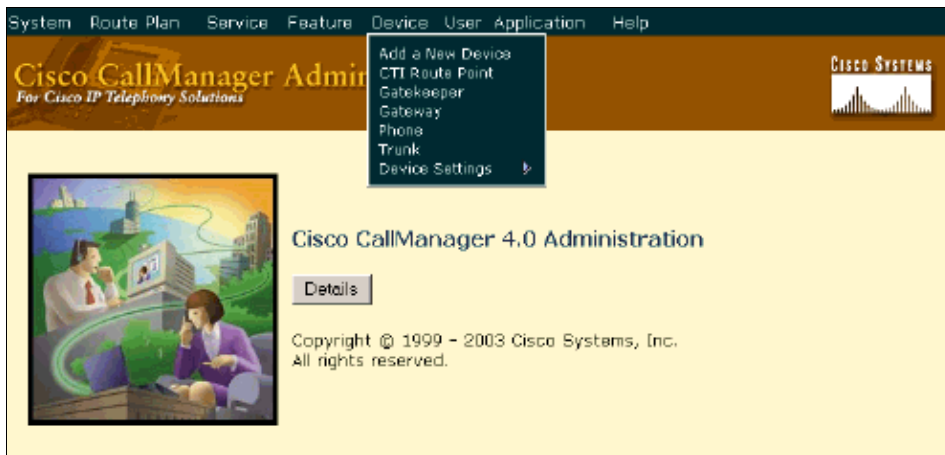 System Route Plan Service Feature Device User Application Help
Cisco CallManager Admin
For Cisco IP Telephony Solutions
CISCO SYSTEMS
Add a New Device
CTI Route Point
Gatekeeper
Gateway
Phone
Trunk
Device Settings
Cisco CallManager 4.0 Administration
Details
Copyright © 1999 - 2003 Cisco Systems, Inc.
All rights reserved.